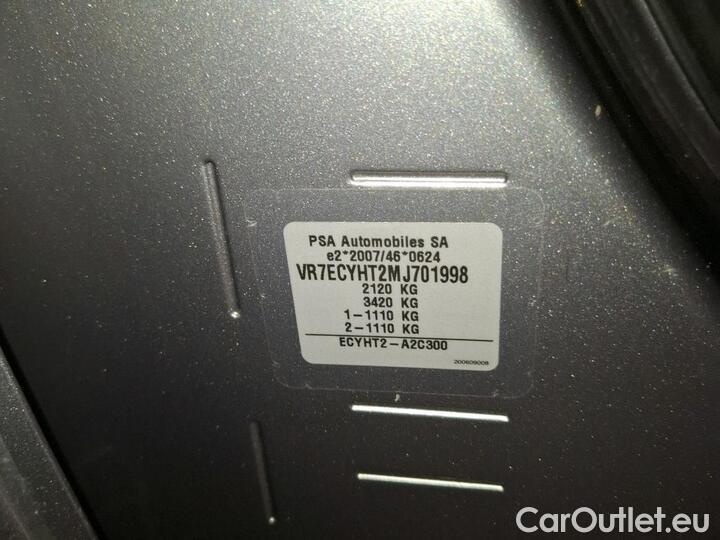 PSA Automobiles SA
e2*2007/46*0624
VR7ECYHT2MJ701998
2120 KG
3420 KG
1-1110 KG
2-1110 KG
ECYHT2-A2C300
200609008
CarOutlet.eu